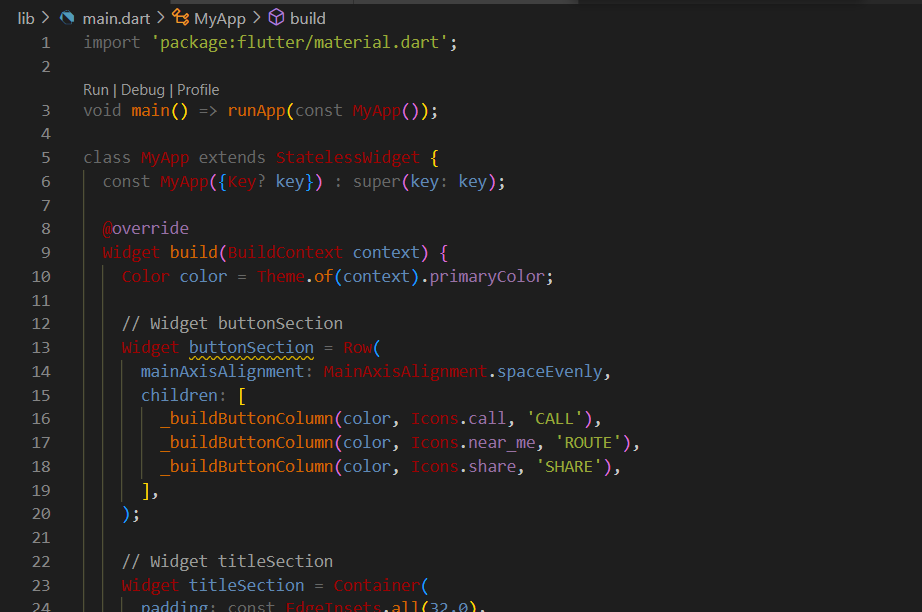 lib > main.dart > MyApp > build
1 import 'package:flutter/material.dart';
2
Run | Debug | Profile
3 void main() => runApp(const MyApp());
4
5 class MyApp extends StatelessWidget {
6 const MyApp({Key? key}) : super(key: key);
7
8 @override
9 Widget build(BuildContext context) {
10 Color color = Theme.of(context).primaryColor;
11
12 // Widget buttonSection
13 Widget buttonSection = Row(
14 mainAxisAlignment: MainAxisAlignment.spaceEvenly,
15 children: [
16 _buildButtonColumn(color, Icons.call, 'CALL'),
17 _buildButtonColumn(color, Icons.near_me, 'ROUTE'),
18 _buildButtonColumn(color, Icons.share, 'SHARE'),
19 ],
20 );
21
22 // Widget titleSection
23 Widget titleSection = Container(
24 padding: const EdgeInsets.all(32.0),